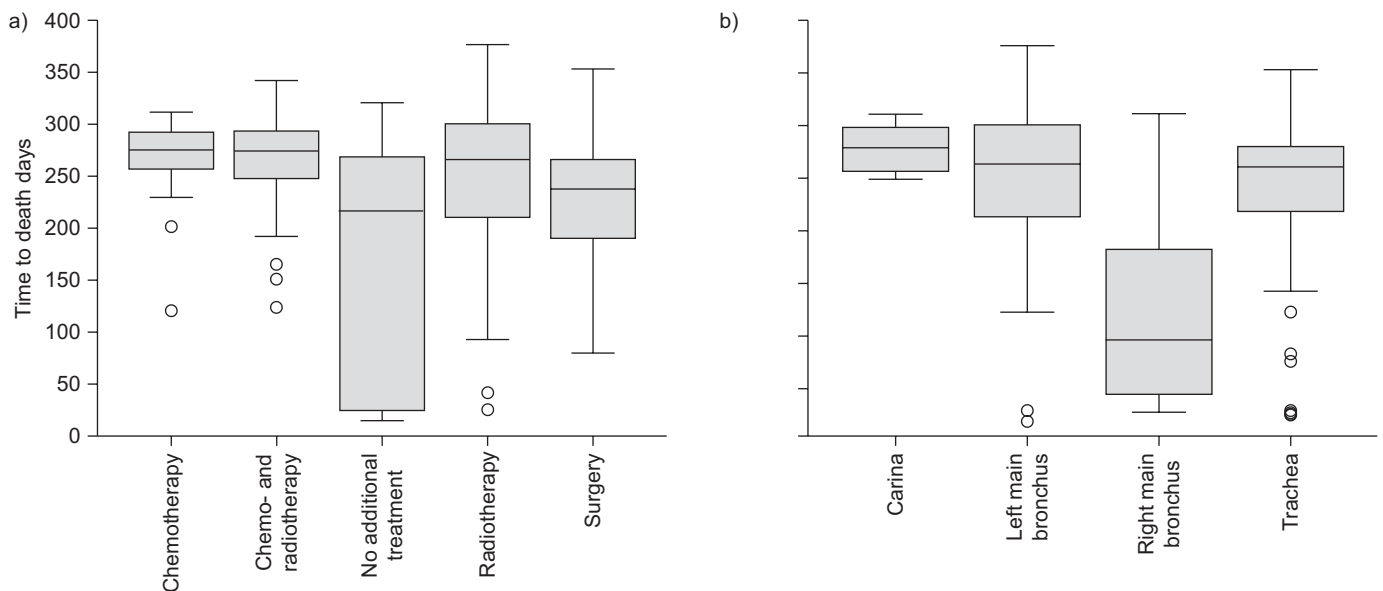 a)
Time to death days
400
350
300
250
200
150
100
50
0
Chemotherapy
Chemo- and
radiotherapy
No additional
treatment
Radiotherapy
Surgery
b)
Carina
Left main
bronchus
Right main
bronchus
Trachea